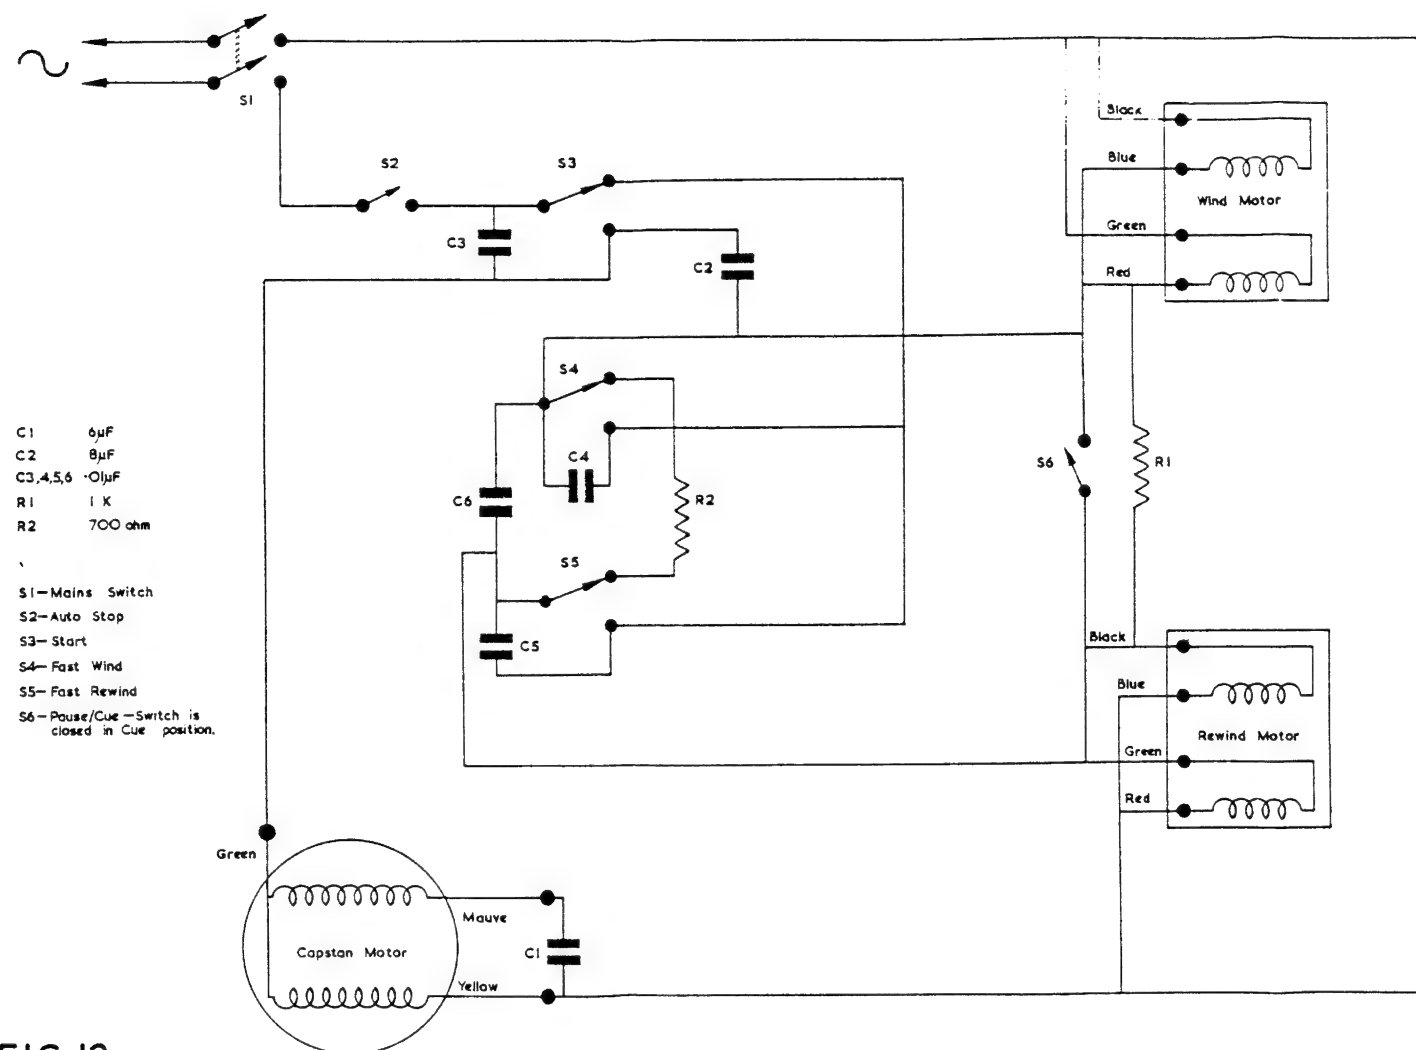 S1
S2
S3
C3
C2
Black
Blue
Wind Motor
Green
Red
S4
C4
C6
R2
S5
C5
S6
R1
C1 6µF
C2 8µF
C3,4,5,6 ·01µF
R1 1 K
R2 700 ohm
S1—Mains Switch
S2—Auto Stop
S3—Start
S4—Fast Wind
S5—Fast Rewind
S6—Pause/Cue—Switch is
closed in Cue position.
Black
Blue
Rewind Motor
Green
Red
Green
Mauve
Capstan Motor
C1
Yellow